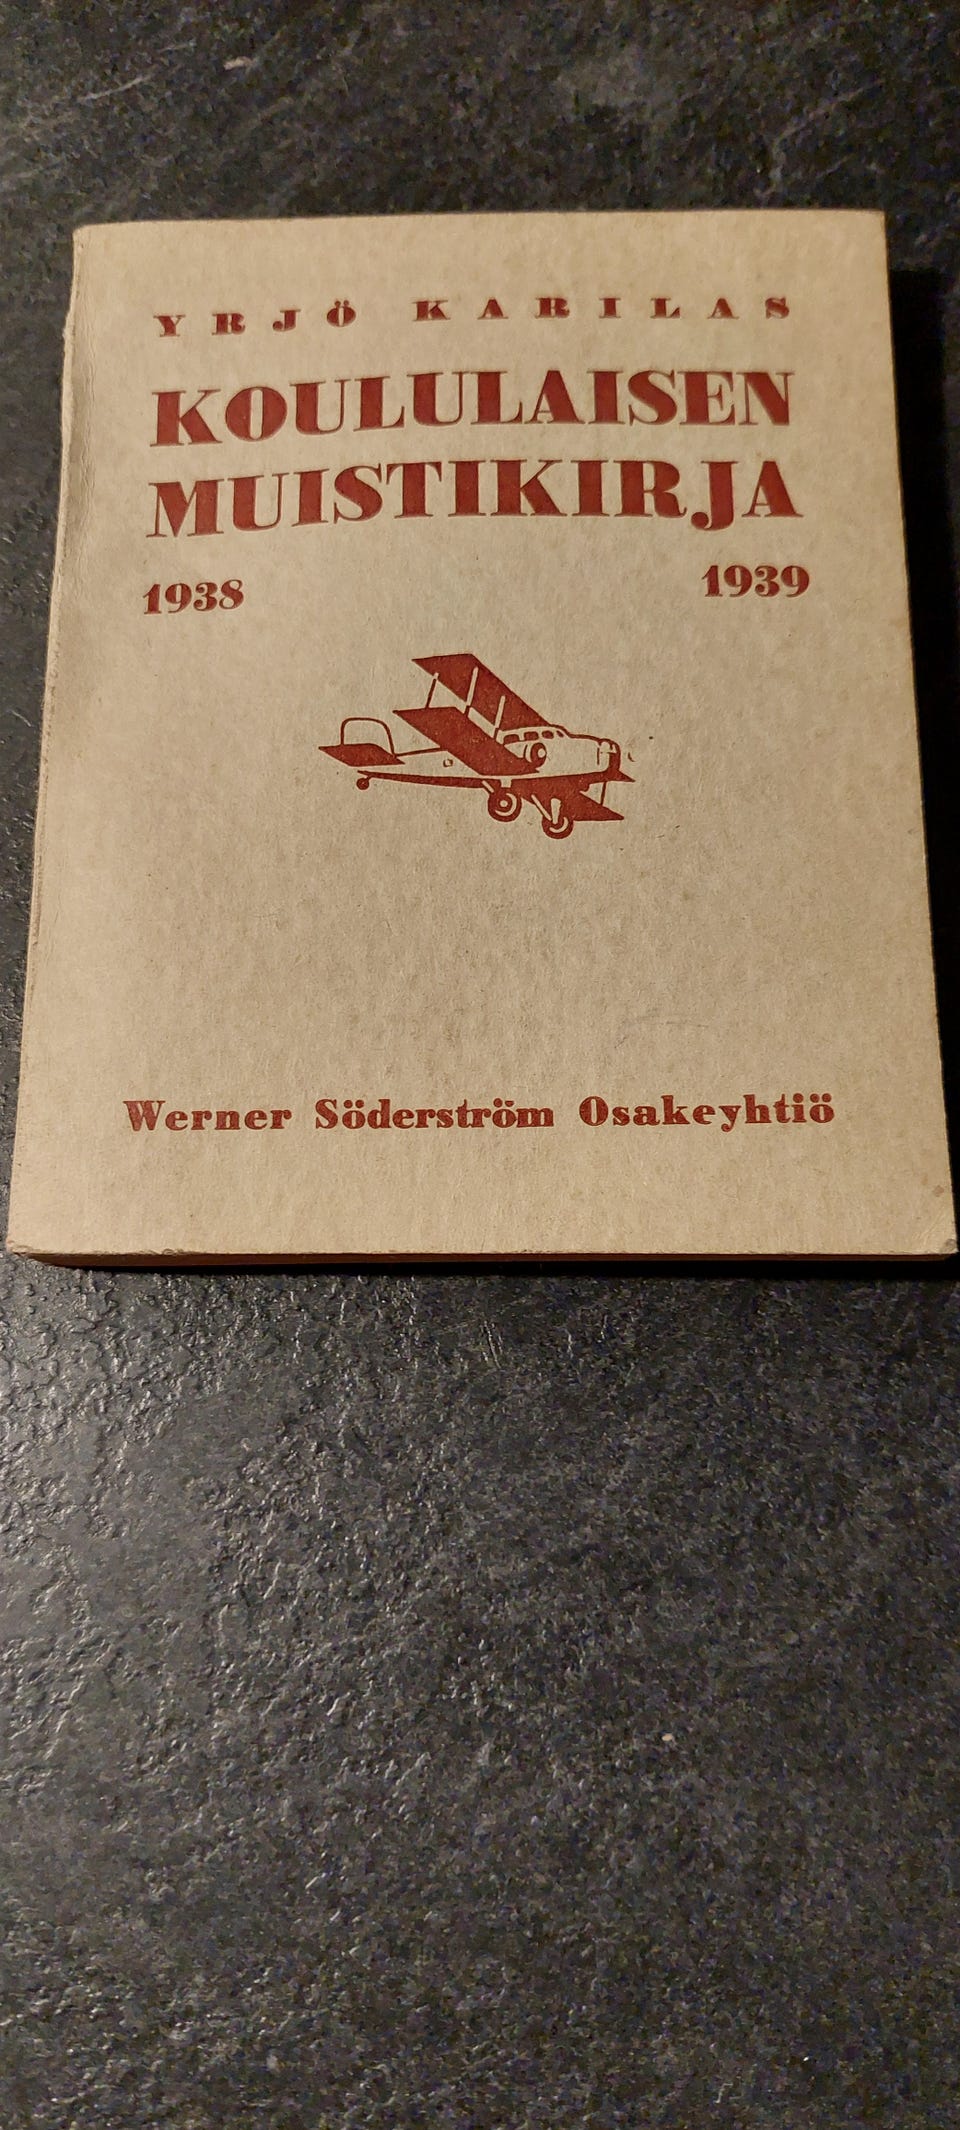 YRJÖ KARILAS
KOULULAISEN
MUISTIKIRJA
1938 1939
Werner Söderström Osakeyhtiö